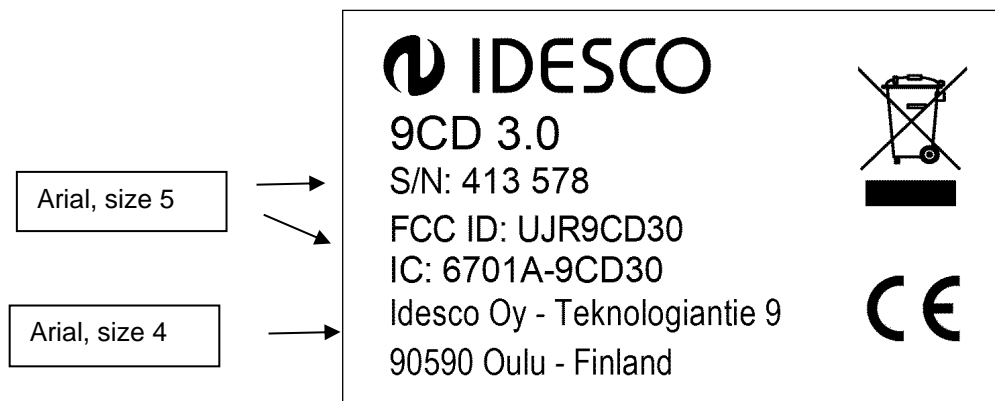 IDESCO
9CD 3.0
S/N: 413 578
Arial, size 5
FCC ID: UJR9CD30
IC: 6701A-9CD30
Arial, size 4
Idesco Oy - Teknologiantie 9
90590 Oulu - Finland
CE